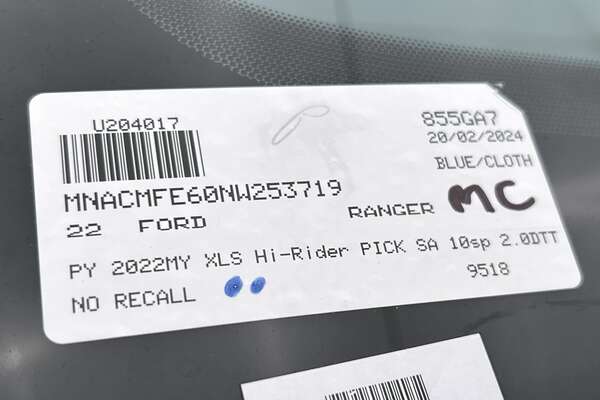 U204017
855GA7
20/02/2024
BLUE/CLOTH
MNACMFE60NW253719
22 FORD RANGER MC
PY 2022MY XLS Hi-Rider PICK SA 10sp 2.0DTT
9518
NO RECALL